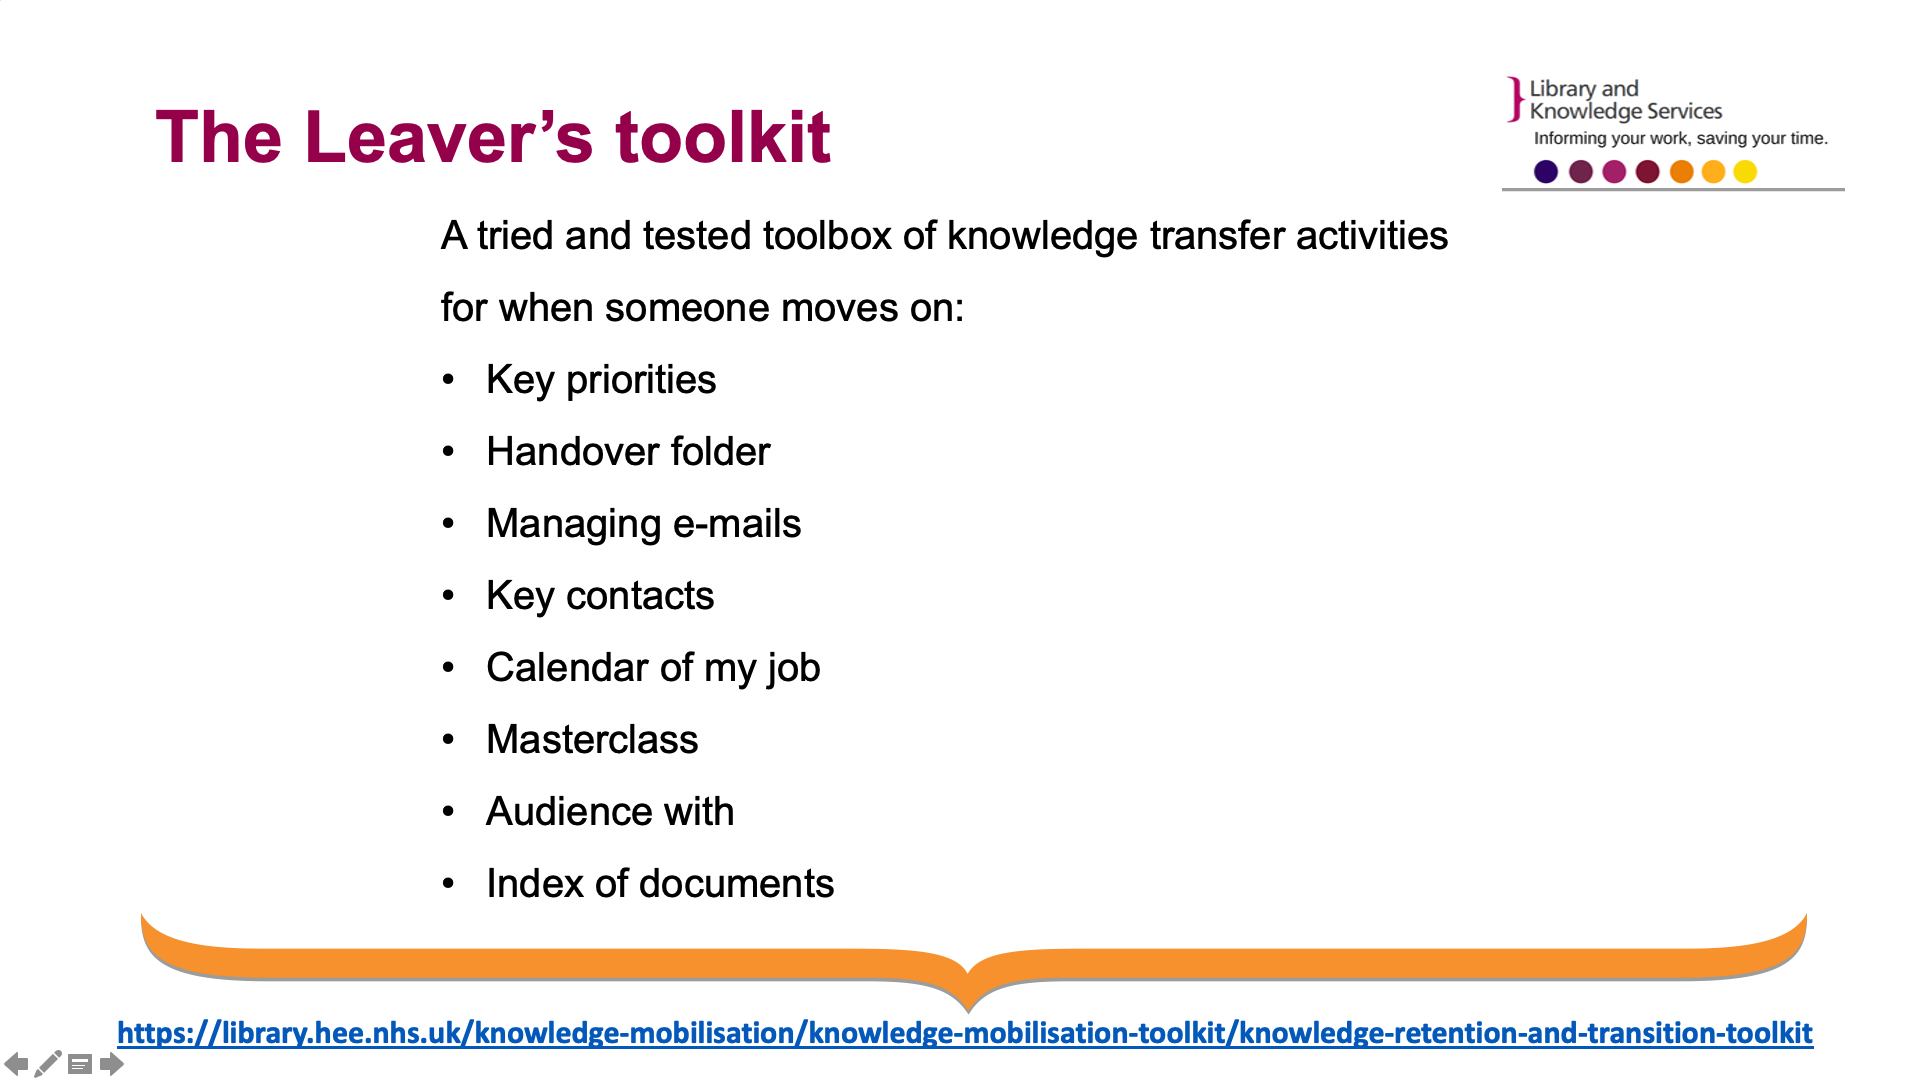 The Leaver’s toolkit
Library and
Knowledge Services
Informing your work, saving your time.
A tried and tested toolbox of knowledge transfer activities
for when someone moves on:
• Key priorities
• Handover folder
• Managing e-mails
• Key contacts
• Calendar of my job
• Masterclass
• Audience with
• Index of documents
https://library.hee.nhs.uk/knowledge-mobilisation/knowledge-mobilisation-toolkit/knowledge-retention-and-transition-toolkit